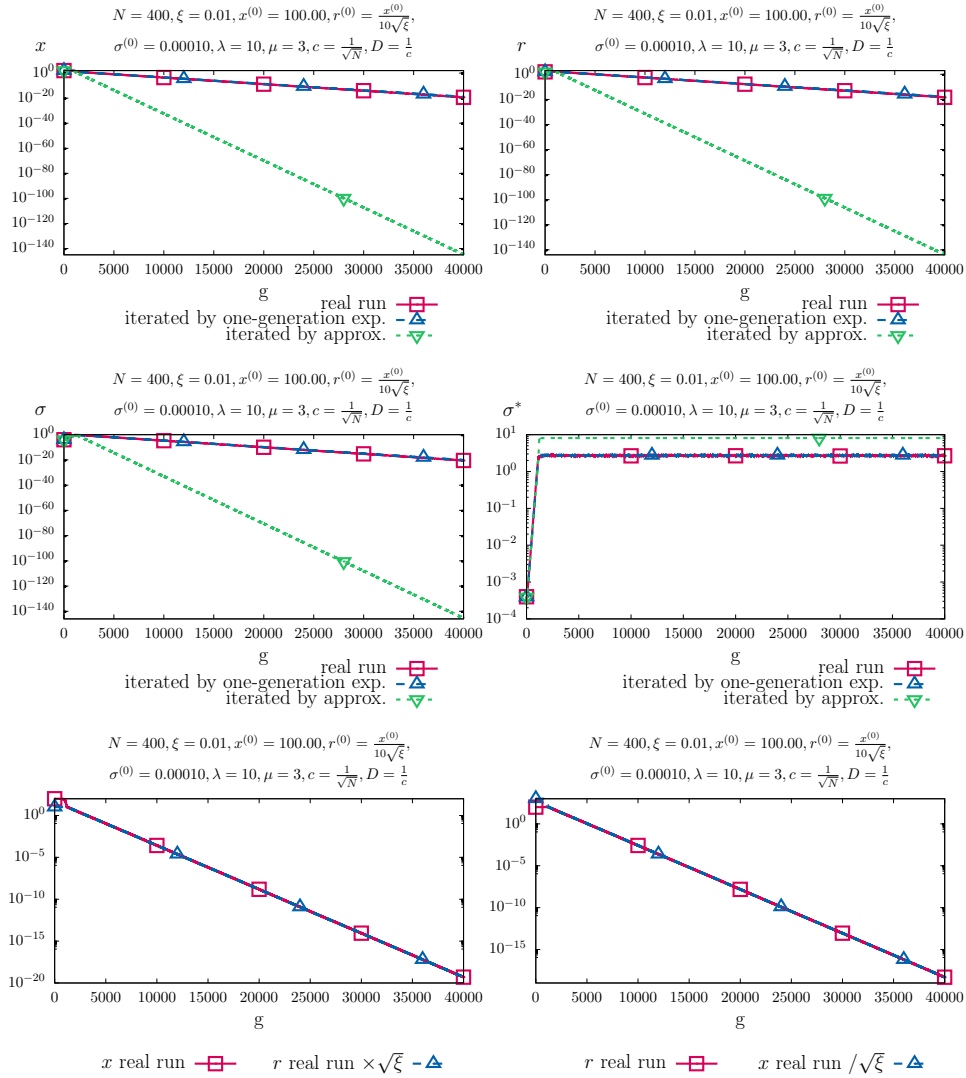 N = 400, ξ = 0.01, x^(0) = 100.00, r^(0) = x^(0)/(10√ξ),
σ^(0) = 0.00010, λ = 10, μ = 3, c = 1/√N, D = 1/c
x
10^0
10^−20
10^−40
10^−60
10^−80
10^−100
10^−120
10^−140
0 5000 10000 15000 20000 25000 30000 35000 40000
g
real run
iterated by one-generation exp.
iterated by approx.
N = 400, ξ = 0.01, x^(0) = 100.00, r^(0) = x^(0)/(10√ξ),
σ^(0) = 0.00010, λ = 10, μ = 3, c = 1/√N, D = 1/c
r
10^0
10^−20
10^−40
10^−60
10^−80
10^−100
10^−120
10^−140
0 5000 10000 15000 20000 25000 30000 35000 40000
g
real run
iterated by one-generation exp.
iterated by approx.
N = 400, ξ = 0.01, x^(0) = 100.00, r^(0) = x^(0)/(10√ξ),
σ^(0) = 0.00010, λ = 10, μ = 3, c = 1/√N, D = 1/c
σ
10^0
10^−20
10^−40
10^−60
10^−80
10^−100
10^−120
10^−140
0 5000 10000 15000 20000 25000 30000 35000 40000
g
real run
iterated by one-generation exp.
iterated by approx.
N = 400, ξ = 0.01, x^(0) = 100.00, r^(0) = x^(0)/(10√ξ),
σ^(0) = 0.00010, λ = 10, μ = 3, c = 1/√N, D = 1/c
σ*
10^1
10^0
10^−1
10^−2
10^−3
10^−4
0 5000 10000 15000 20000 25000 30000 35000 40000
g
real run
iterated by one-generation exp.
iterated by approx.
N = 400, ξ = 0.01, x^(0) = 100.00, r^(0) = x^(0)/(10√ξ),
σ^(0) = 0.00010, λ = 10, μ = 3, c = 1/√N, D = 1/c
10^0
10^−5
10^−10
10^−15
10^−20
0 5000 10000 15000 20000 25000 30000 35000 40000
g
x real run r real run ×√ξ
N = 400, ξ = 0.01, x^(0) = 100.00, r^(0) = x^(0)/(10√ξ),
σ^(0) = 0.00010, λ = 10, μ = 3, c = 1/√N, D = 1/c
10^0
10^−5
10^−10
10^−15
0 5000 10000 15000 20000 25000 30000 35000 40000
g
r real run x real run /√ξ